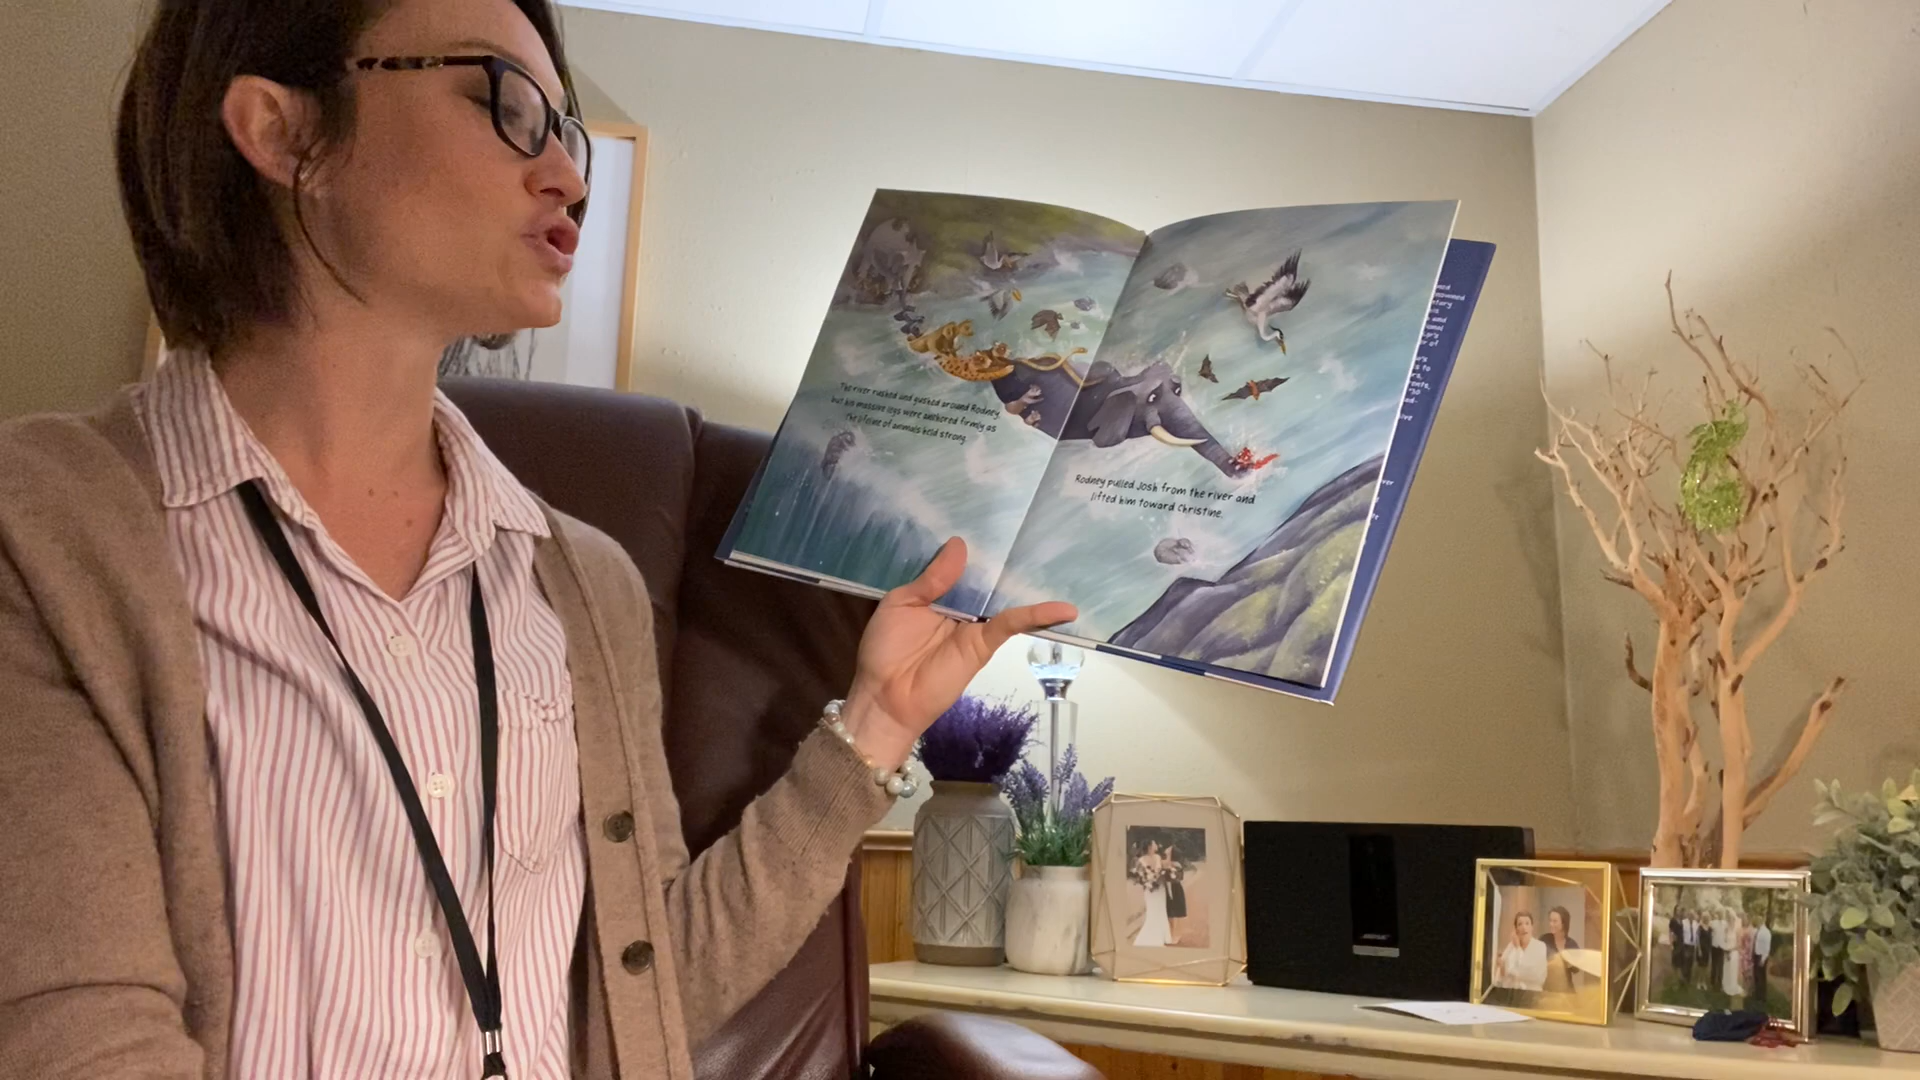 The river rushed and gushed around Rodney,
but his massive legs were anchored firmly as
the lifeline of animals held strong.
Rodney pulled Josh from the river and
lifted him toward Christine.
BOSE